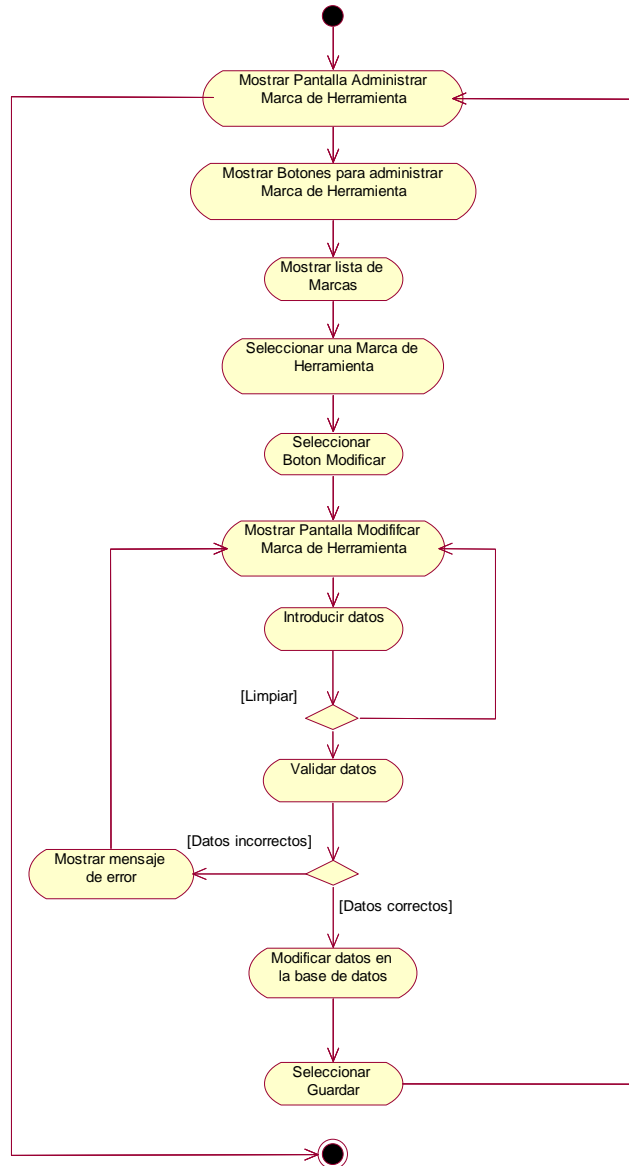 Mostrar Pantalla Administrar
Marca de Herramienta
Mostrar Botones para administrar
Marca de Herramienta
Mostrar lista de
Marcas
Seleccionar una Marca de
Herramienta
Seleccionar
Boton Modificar
Mostrar Pantalla Modififcar
Marca de Herramienta
Introducir datos
[Limpiar]
Validar datos
[Datos incorrectos]
Mostrar mensaje
de error
[Datos correctos]
Modificar datos en
la base de datos
Seleccionar
Guardar